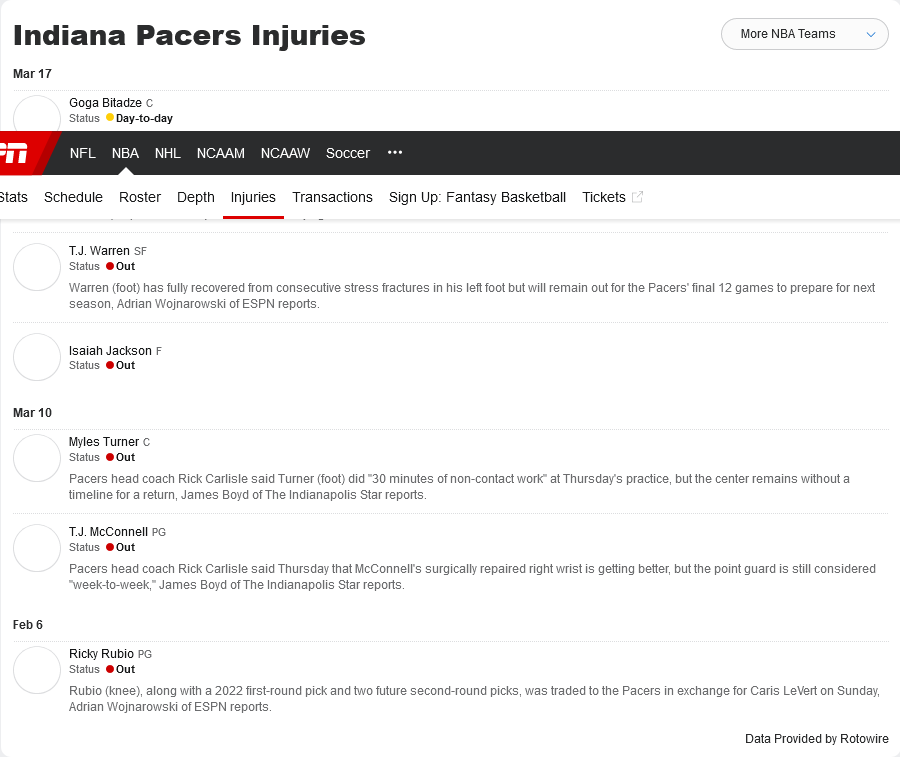 Indiana Pacers Injuries
More NBA Teams
Mar 17
Goga Bitadze C
Status Day-to-day
NFL NBA NHL NCAAM NCAAW Soccer •••
Stats Schedule Roster Depth Injuries Transactions Sign Up: Fantasy Basketball Tickets
T.J. Warren SF
Status Out
Warren (foot) has fully recovered from consecutive stress fractures in his left foot but will remain out for the Pacers' final 12 games to prepare for next
season, Adrian Wojnarowski of ESPN reports.
Isaiah Jackson F
Status Out
Mar 10
Myles Turner C
Status Out
Pacers head coach Rick Carlisle said Turner (foot) did "30 minutes of non-contact work" at Thursday's practice, but the center remains without a
timeline for a return, James Boyd of The Indianapolis Star reports.
T.J. McConnell PG
Status Out
Pacers head coach Rick Carlisle said Thursday that McConnell's surgically repaired right wrist is getting better, but the point guard is still considered
"week-to-week," James Boyd of The Indianapolis Star reports.
Feb 6
Ricky Rubio PG
Status Out
Rubio (knee), along with a 2022 first-round pick and two future second-round picks, was traded to the Pacers in exchange for Caris LeVert on Sunday,
Adrian Wojnarowski of ESPN reports.
Data Provided by Rotowire